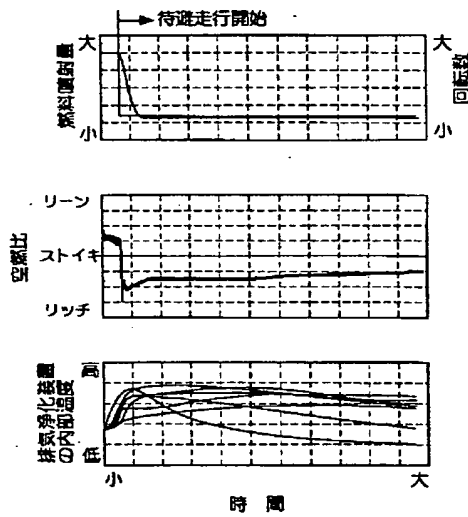 待避走行開始
大
燃料噴射量
小
大
回転数
小
リーン
空燃比
ストイキ
リッチ
高
排気浄化装置
の内部温度
低
小
大
時間